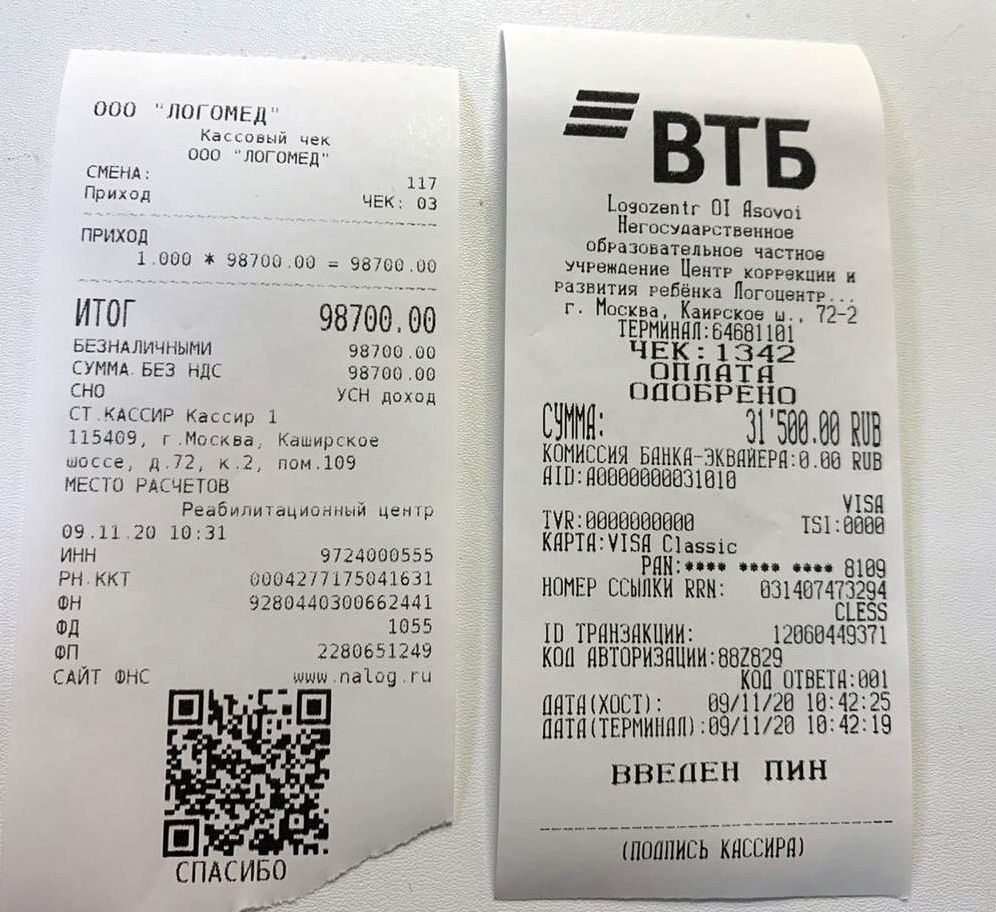 ООО "ЛОГОМЕД"
Кассовый чек
ООО "ЛОГОМЕД"
СМЕНА: 117
Приход ЧЕК: 03
ПРИХОД
1.000 * 98700.00 = 98700.00
ИТОГ 98700.00
БЕЗНАЛИЧНЫМИ 98700.00
СУММА БЕЗ НДС 98700.00
СНО УСН доход
СТ.КАССИР Кассир 1
115409, г.Москва, Каширское
шоссе, д.72, к.2, пом.109
МЕСТО РАСЧЕТОВ
Реабилитационный центр
09.11.20 10:31
ИНН 9724000555
РН ККТ 0004277175041631
ФН 9280440300662441
ФД 1055
ФП 2280651249
САЙТ ФНС www.nalog.ru
СПАСИБО
ВТБ
Logozentr OI Asovoi
Негосударственное
образовательное частное
учреждение Центр коррекции и
развития ребёнка Логоцентр...
г. Москва, Каирское ш., 72-2
ТЕРМИНАЛ:64681101
ЧЕК:1342
ОПЛАТА
ОДОБРЕНО
СУММА: 31'500.00 RUB
КОМИССИЯ БАНКА-ЭКВАЙЕРА:0.00 RUB
AID:A0000000031010
VISA
TVR:0000000000 TSI:0000
КАРТА:VISA Classic
PAN:**** **** **** 8109
НОМЕР ССЫЛКИ RRN: 031407473294
CLESS
ID ТРАНЗАКЦИИ: 12060449371
КОД АВТОРИЗАЦИИ:88Z829
КОД ОТВЕТА:001
ДАТА(ХОСТ): 09/11/20 10:42:25
ДАТА(ТЕРМИНАЛ):09/11/20 10:42:19
ВВЕДЕН ПИН
(ПОДПИСЬ КАССИРА)